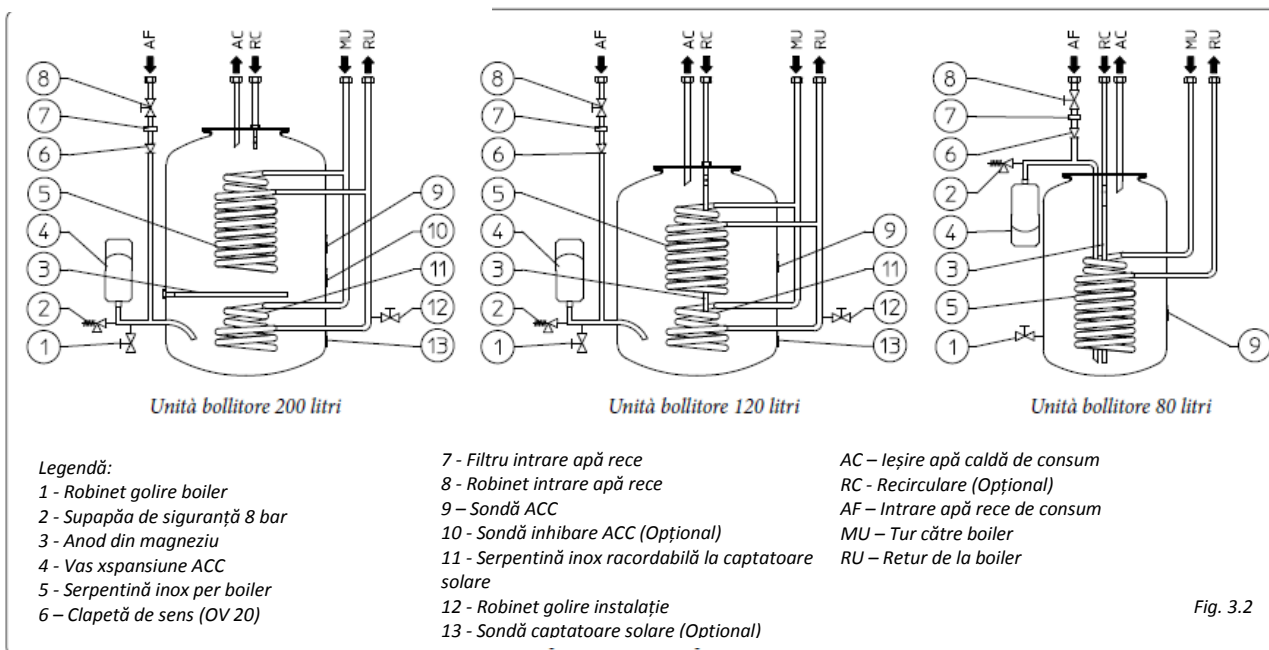 AF AC RC MU RU
8
7
6
5
4
3
2
1
9
10
11
12
13
Unità bollitore 200 litri
AF AC RC MU RU
8
7
6
5
4
3
2
1
9
11
12
13
Unità bollitore 120 litri
AF RC AC MU RU
8
7
6
2
4
3
5
1
9
Unità bollitore 80 litri
Legendă:
1 - Robinet golire boiler
2 - Supapăa de siguranță 8 bar
3 - Anod din magneziu
4 - Vas xspansiune ACC
5 - Serpentină inox per boiler
6 – Clapetă de sens (OV 20)
7 - Filtru intrare apă rece
8 - Robinet intrare apă rece
9 – Sondă ACC
10 - Sondă inhibare ACC (Opțional)
11 - Serpentină inox racordabilă la captatoare
solare
12 - Robinet golire instalație
13 - Sondă captatoare solare (Optional)
AC – Ieșire apă caldă de consum
RC - Recirculare (Opțional)
AF – Intrare apă rece de consum
MU – Tur către boiler
RU – Retur de la boiler
Fig. 3.2